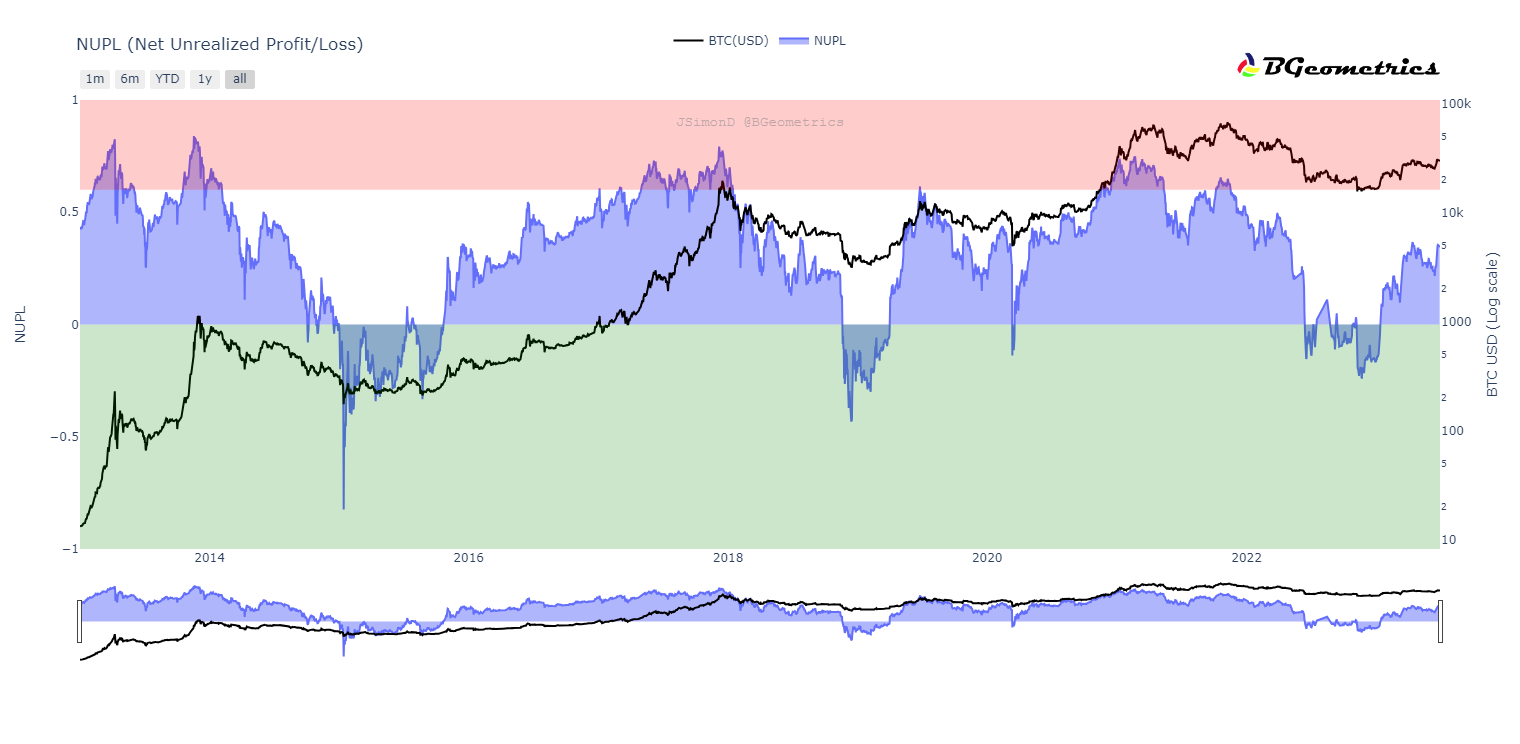 NUPL (Net Unrealized Profit/Loss)
BTC(USD) NUPL
BGeometrics
1m 6m YTD 1y all
JSimonD @BGeometrics
1
0.5
0
−0.5
−1
NUPL
100k
5
2
10k
5
2
1000
5
2
100
5
2
10
BTC USD (Log scale)
2014 2016 2018 2020 2022